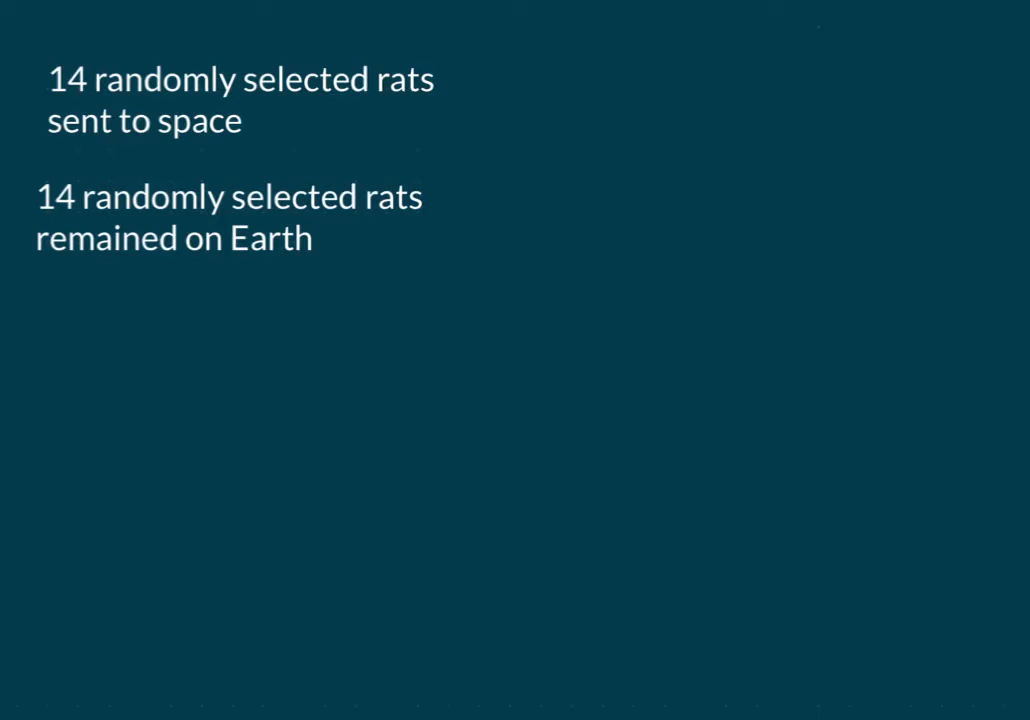 14 randomly selected rats
sent to space
14 randomly selected rats
remained on Earth